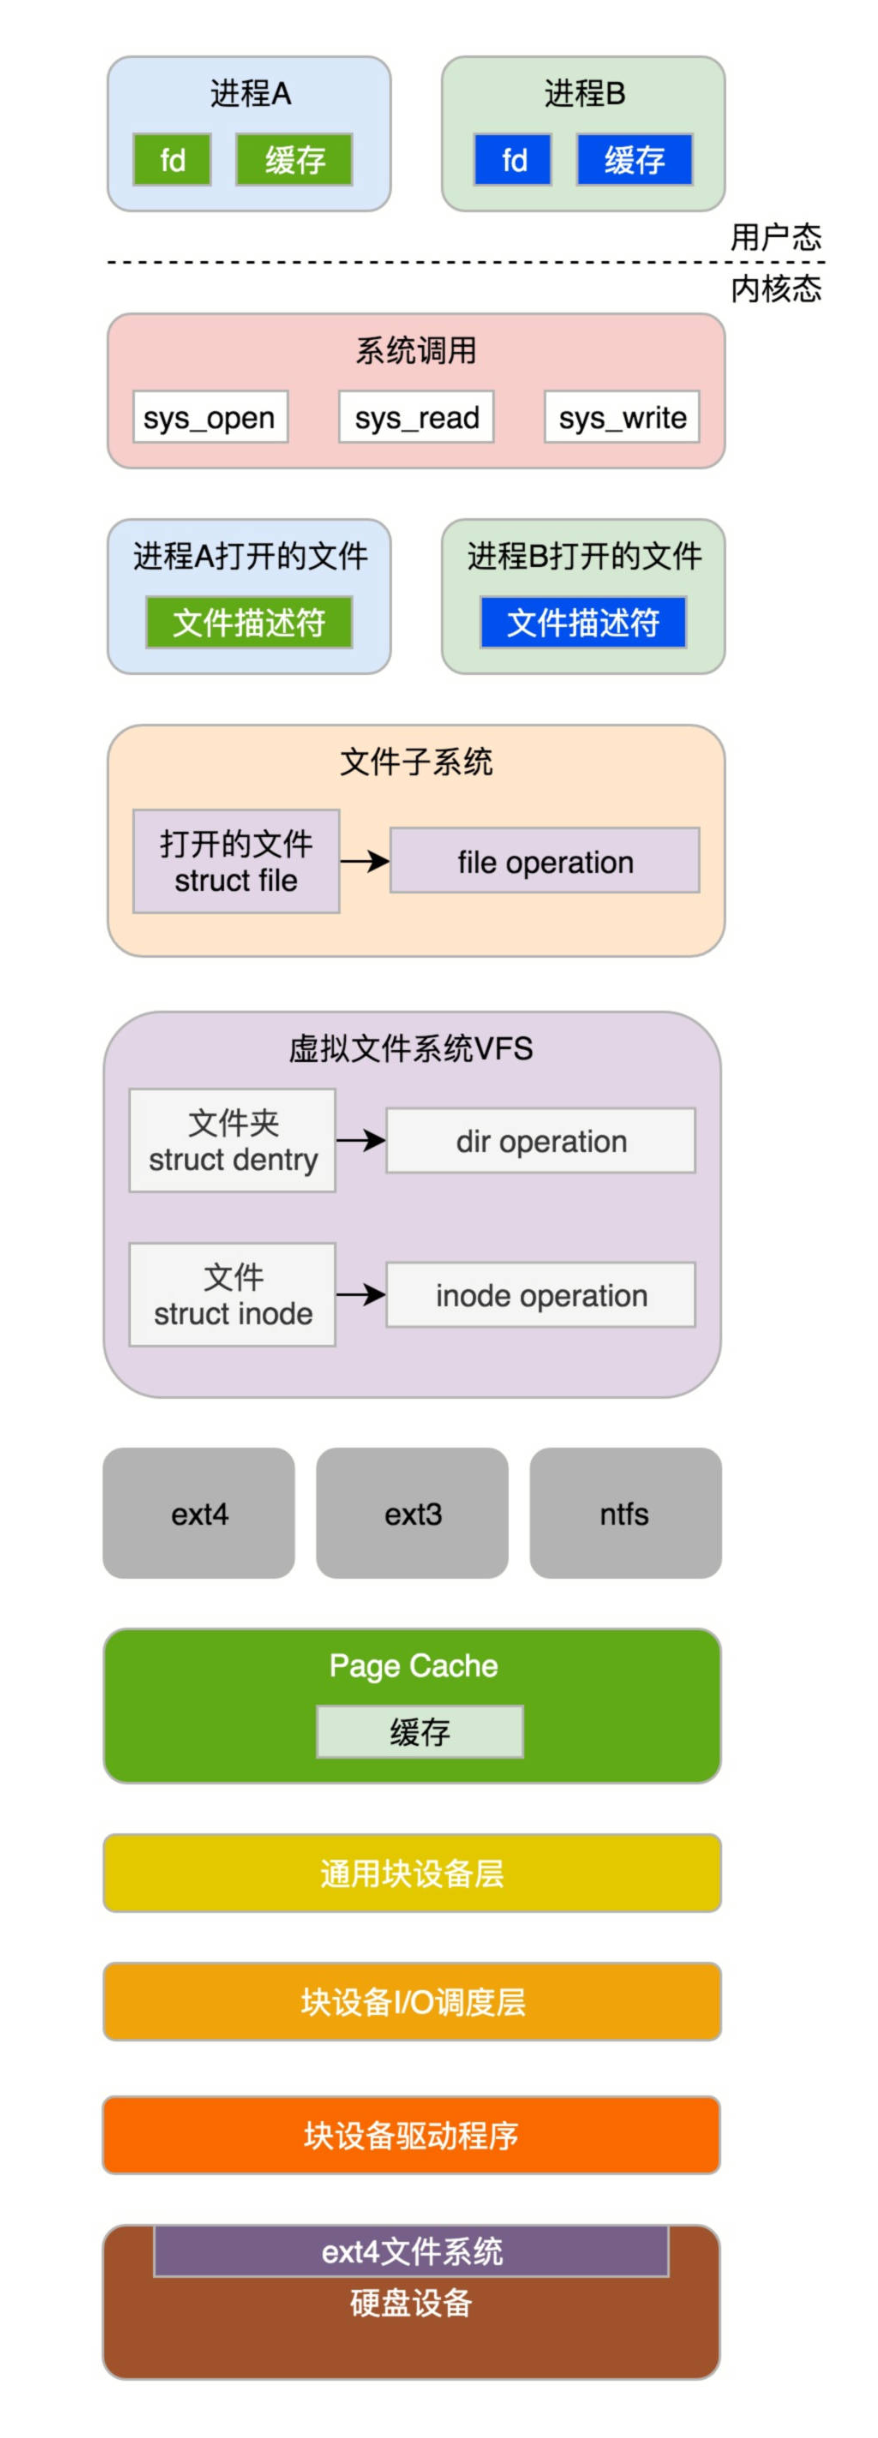 进程A
进程B
fd
缓存
fd
缓存
用户态
内核态
系统调用
sys_open
sys_read
sys_write
进程A打开的文件
进程B打开的文件
文件描述符
文件描述符
文件子系统
打开的文件
struct file
file operation
虚拟文件系统VFS
文件夹
struct dentry
dir operation
文件
struct inode
inode operation
ext4
ext3
ntfs
Page Cache
缓存
通用块设备层
块设备I/O调度层
块设备驱动程序
ext4文件系统
硬盘设备